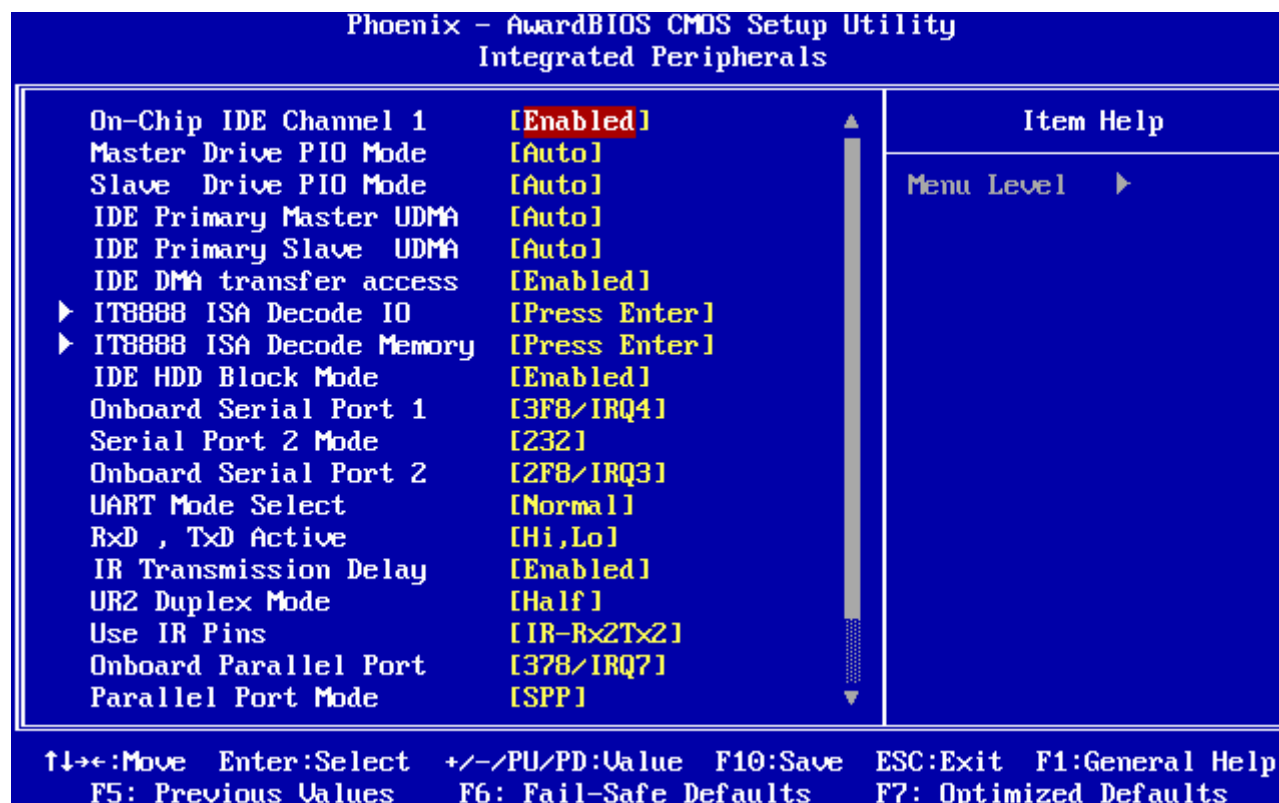 Phoenix - AwardBIOS CMOS Setup Utility
Integrated Peripherals
On-Chip IDE Channel 1 [Enabled]
Master Drive PIO Mode [Auto]
Slave Drive PIO Mode [Auto]
IDE Primary Master UDMA [Auto]
IDE Primary Slave UDMA [Auto]
IDE DMA transfer access [Enabled]
IT8888 ISA Decode IO [Press Enter]
IT8888 ISA Decode Memory [Press Enter]
IDE HDD Block Mode [Enabled]
Onboard Serial Port 1 [3F8/IRQ4]
Serial Port 2 Mode [232]
Onboard Serial Port 2 [2F8/IRQ3]
UART Mode Select [Normal]
RxD , TxD Active [Hi,Lo]
IR Transmission Delay [Enabled]
UR2 Duplex Mode [Half]
Use IR Pins [IR-Rx2Tx2]
Onboard Parallel Port [378/IRQ7]
Parallel Port Mode [SPP]
Item Help
Menu Level
↑↓→←:Move Enter:Select +/-/PU/PD:Value F10:Save ESC:Exit F1:General Help
F5: Previous Values F6: Fail-Safe Defaults F7: Optimized Defaults